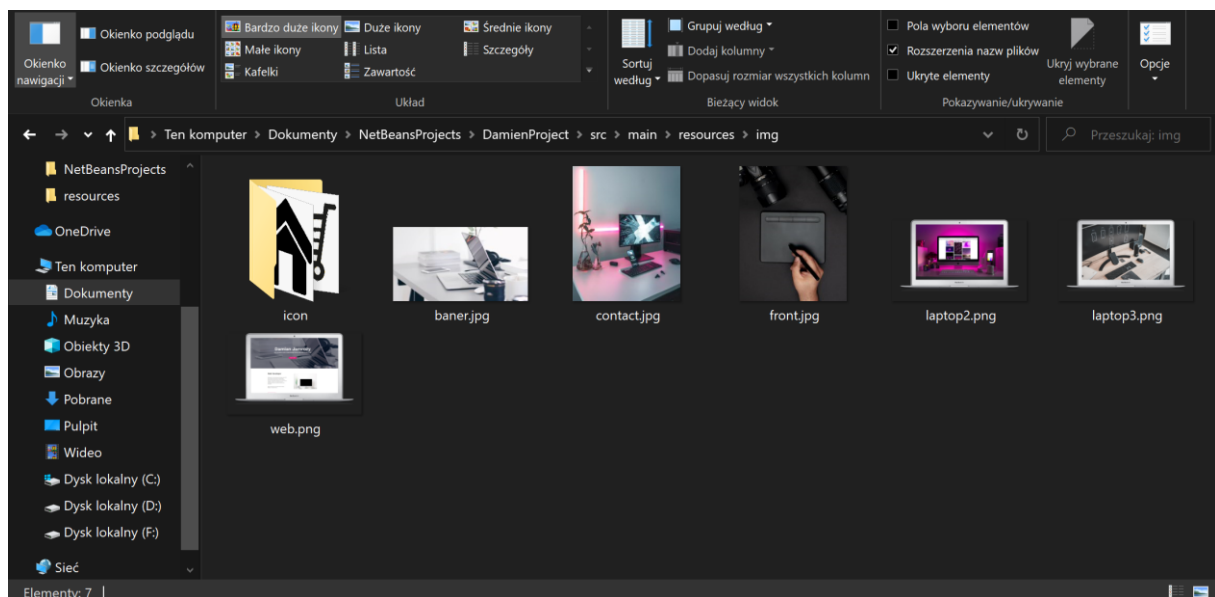 Okienko nawigacji
Okienko podglądu
Okienko szczegółów
Okienka
Bardzo duże ikony
Duże ikony
Średnie ikony
Małe ikony
Lista
Szczegóły
Kafelki
Zawartość
Układ
Sortuj według
Grupuj według
Dodaj kolumny
Dopasuj rozmiar wszystkich kolumn
Bieżący widok
Pola wyboru elementów
Rozszerzenia nazw plików
Ukryte elementy
Ukryj wybrane elementy
Pokazywanie/ukrywanie
Opcje
> Ten komputer > Dokumenty > NetBeansProjects > DamienProject > src > main > resources > img
Przeszukaj: img
NetBeansProjects
resources
OneDrive
Ten komputer
Dokumenty
Muzyka
Obiekty 3D
Obrazy
Pobrane
Pulpit
Wideo
Dysk lokalny (C:)
Dysk lokalny (D:)
Dysk lokalny (F:)
Sieć
icon
baner.jpg
contact.jpg
front.jpg
laptop2.png
laptop3.png
web.png
Elementy: 7